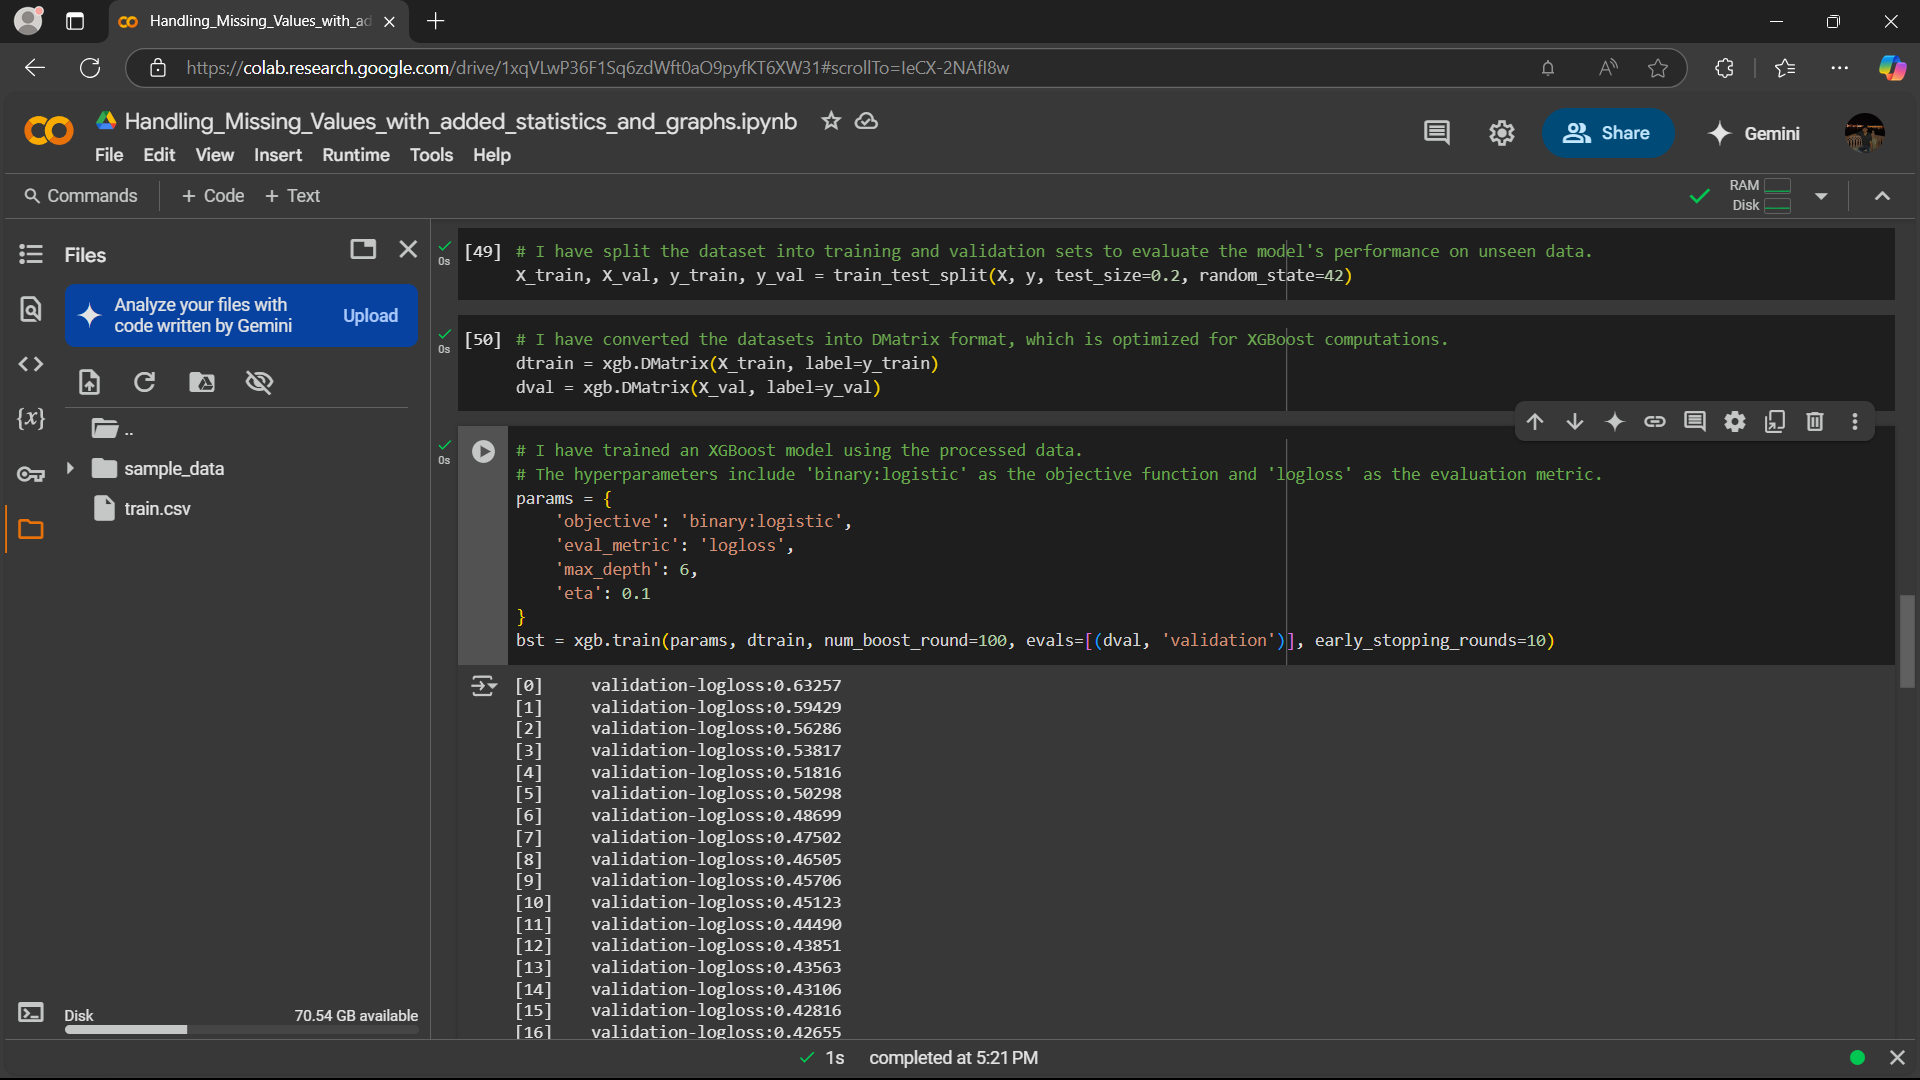 Handling_Missing_Values_with_ad
https://colab.research.google.com/drive/1xqVLwP36F1Sq6zdWft0aO9pyfKT6XW31#scrollTo=IeCX-2NAfI8w
Handling_Missing_Values_with_added_statistics_and_graphs.ipynb
File Edit View Insert Runtime Tools Help
Share
Gemini
Commands + Code + Text
RAM
Disk
Files
Analyze your files with
code written by Gemini
Upload
..
sample_data
train.csv
Disk 70.54 GB available
0s
[49] # I have split the dataset into training and validation sets to evaluate the model's performance on unseen data.
X_train, X_val, y_train, y_val = train_test_split(X, y, test_size=0.2, random_state=42)
0s
[50] # I have converted the datasets into DMatrix format, which is optimized for XGBoost computations.
dtrain = xgb.DMatrix(X_train, label=y_train)
dval = xgb.DMatrix(X_val, label=y_val)
0s
# I have trained an XGBoost model using the processed data.
# The hyperparameters include 'binary:logistic' as the objective function and 'logloss' as the evaluation metric.
params = {
'objective': 'binary:logistic',
'eval_metric': 'logloss',
'max_depth': 6,
'eta': 0.1
}
bst = xgb.train(params, dtrain, num_boost_round=100, evals=[(dval, 'validation')], early_stopping_rounds=10)
[0] validation-logloss:0.63257
[1] validation-logloss:0.59429
[2] validation-logloss:0.56286
[3] validation-logloss:0.53817
[4] validation-logloss:0.51816
[5] validation-logloss:0.50298
[6] validation-logloss:0.48699
[7] validation-logloss:0.47502
[8] validation-logloss:0.46505
[9] validation-logloss:0.45706
[10] validation-logloss:0.45123
[11] validation-logloss:0.44490
[12] validation-logloss:0.43851
[13] validation-logloss:0.43563
[14] validation-logloss:0.43106
[15] validation-logloss:0.42816
[16] validation-logloss:0.42655
1s completed at 5:21 PM